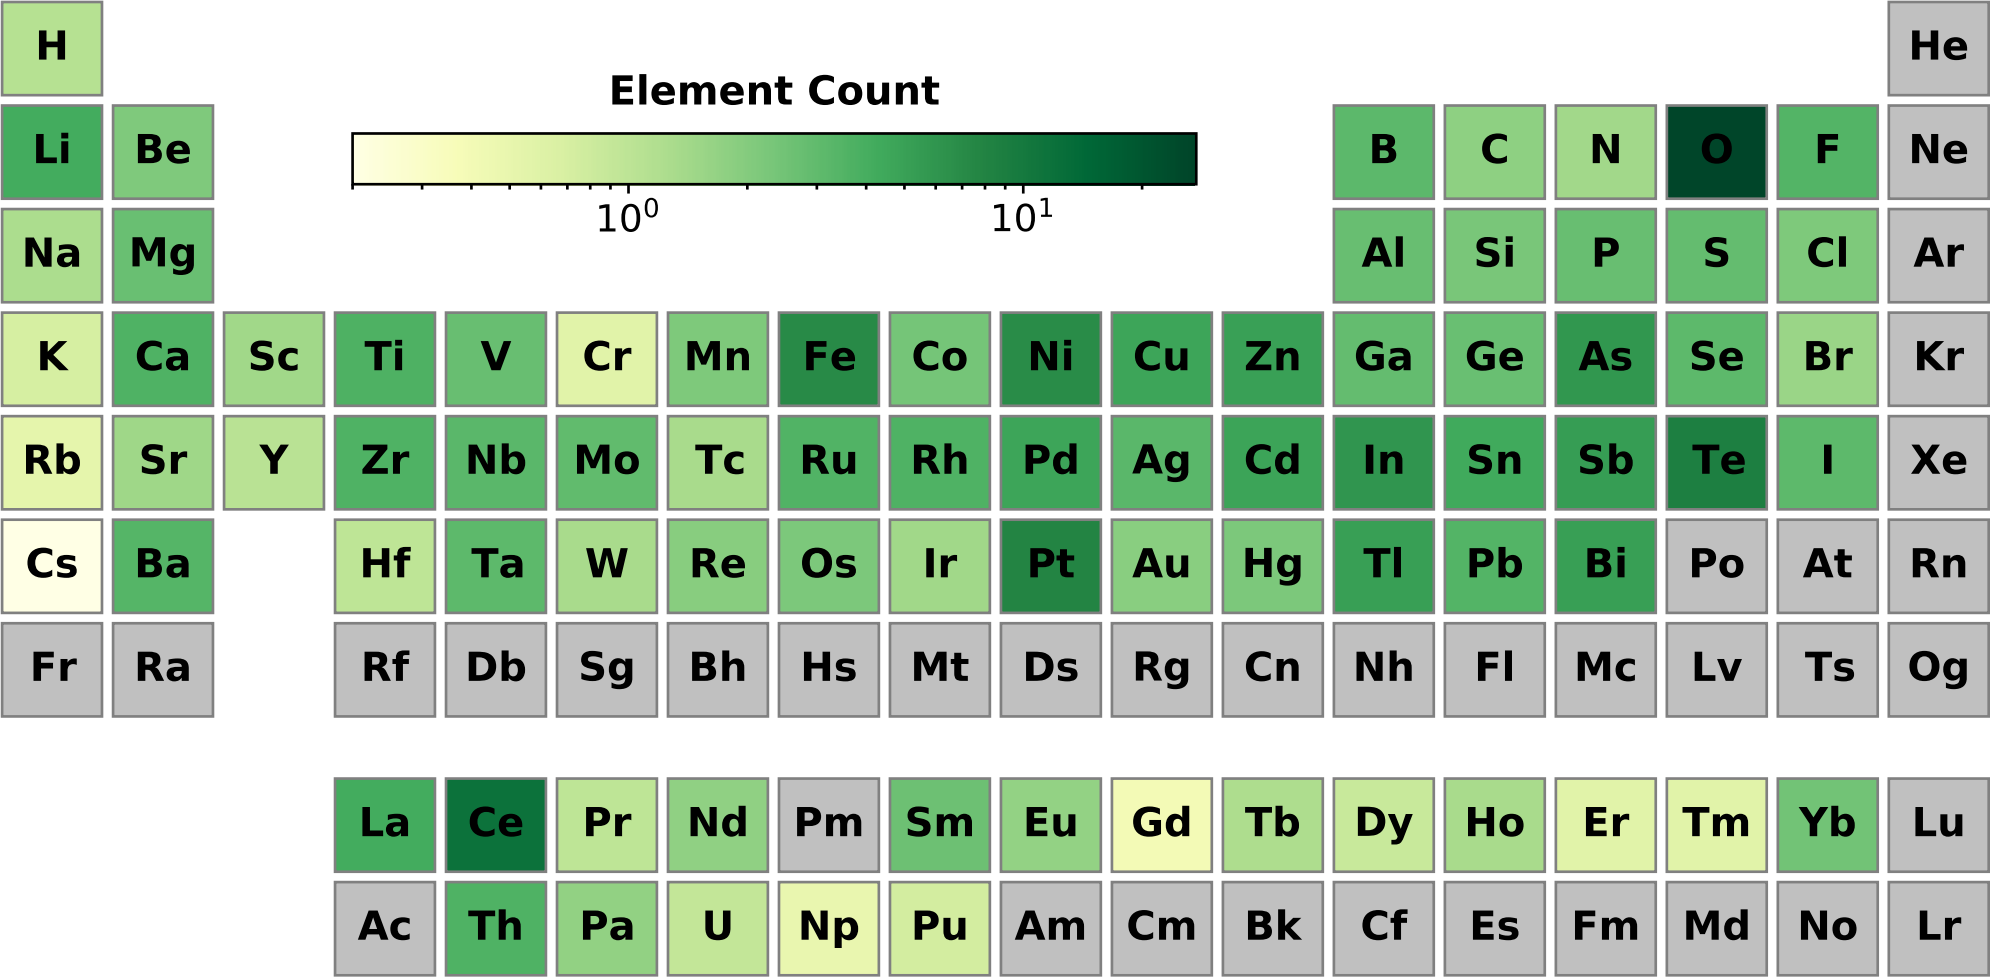 H He
Element Count
Li Be B C N O F Ne
10⁰ 10¹
Na Mg Al Si P S Cl Ar
K Ca Sc Ti V Cr Mn Fe Co Ni Cu Zn Ga Ge As Se Br Kr
Rb Sr Y Zr Nb Mo Tc Ru Rh Pd Ag Cd In Sn Sb Te I Xe
Cs Ba Hf Ta W Re Os Ir Pt Au Hg Tl Pb Bi Po At Rn
Fr Ra Rf Db Sg Bh Hs Mt Ds Rg Cn Nh Fl Mc Lv Ts Og
La Ce Pr Nd Pm Sm Eu Gd Tb Dy Ho Er Tm Yb Lu
Ac Th Pa U Np Pu Am Cm Bk Cf Es Fm Md No Lr